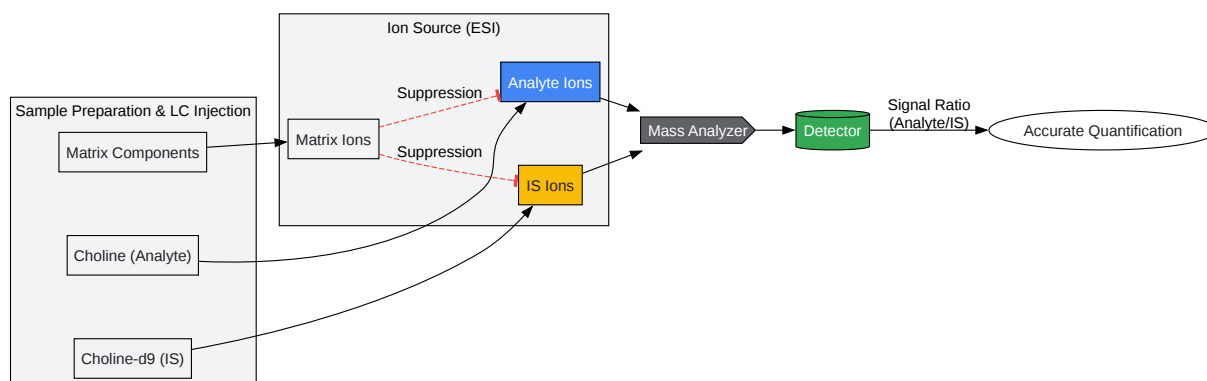 Ion Source (ESI)
Analyte Ions
Suppression
Sample Preparation & LC Injection
Matrix Components
Matrix Ions
Suppression
IS Ions
Mass Analyzer
Detector
Signal Ratio
(Analyte/IS)
Accurate Quantification
Choline (Analyte)
Choline-d9 (IS)